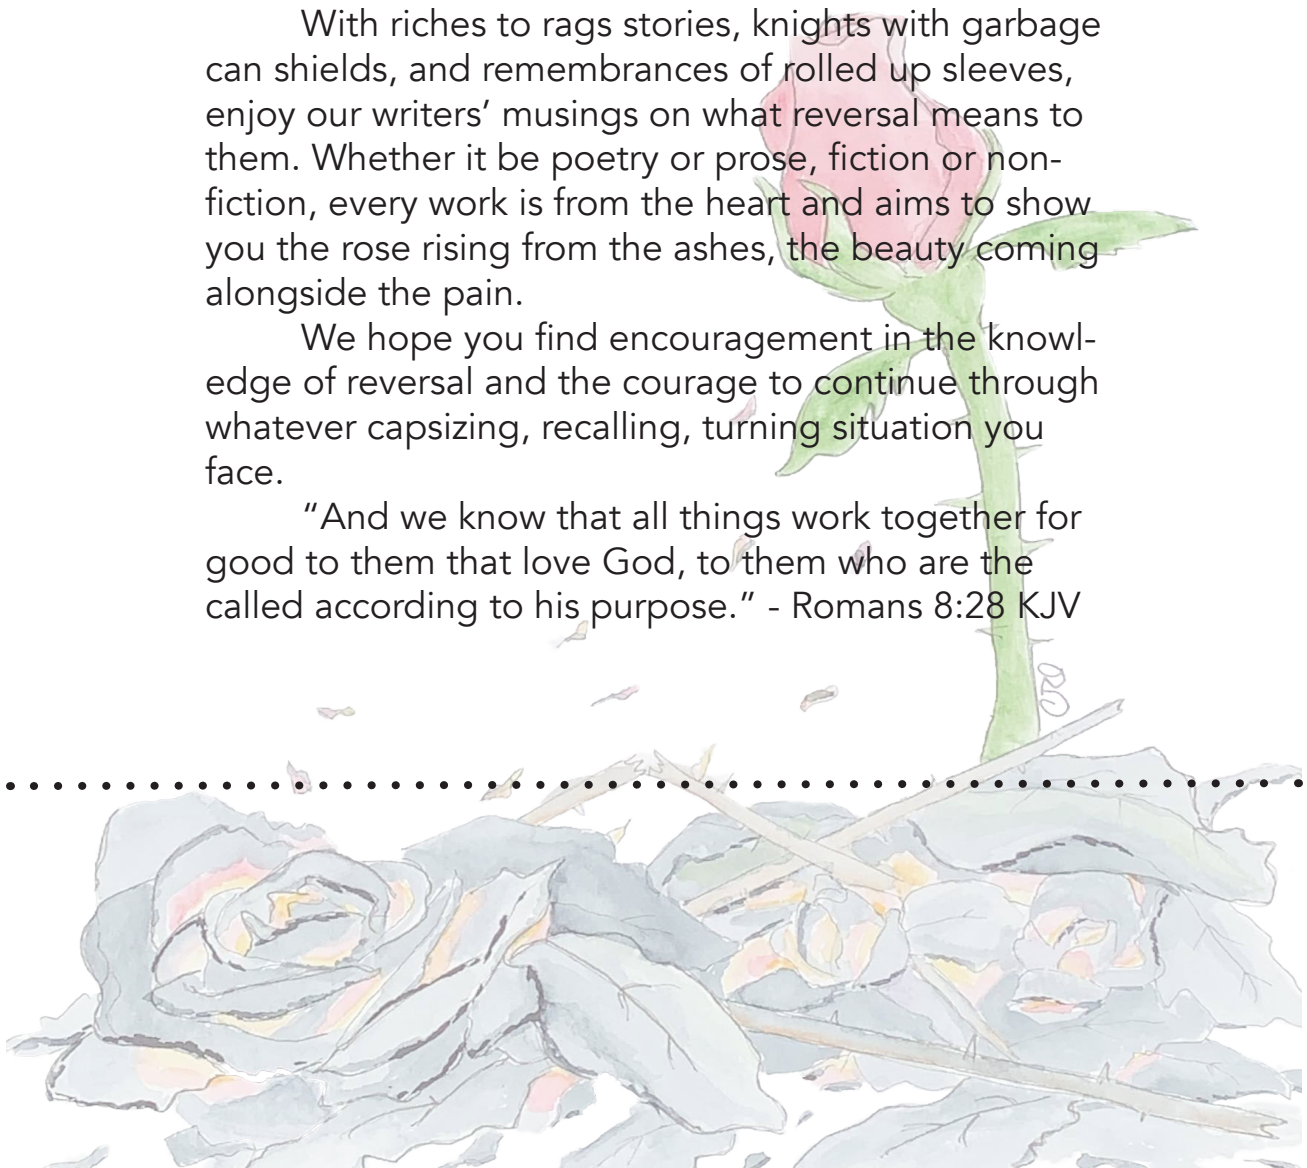 With riches to rags stories, knights with garbage
can shields, and remembrances of rolled up sleeves,
enjoy our writers’ musings on what reversal means to
them. Whether it be poetry or prose, fiction or non-
fiction, every work is from the heart and aims to show
you the rose rising from the ashes, the beauty coming
alongside the pain.
We hope you find encouragement in the knowl-
edge of reversal and the courage to continue through
whatever capsizing, recalling, turning situation you
face.
“And we know that all things work together for
good to them that love God, to them who are the
called according to his purpose.” - Romans 8:28 KJV